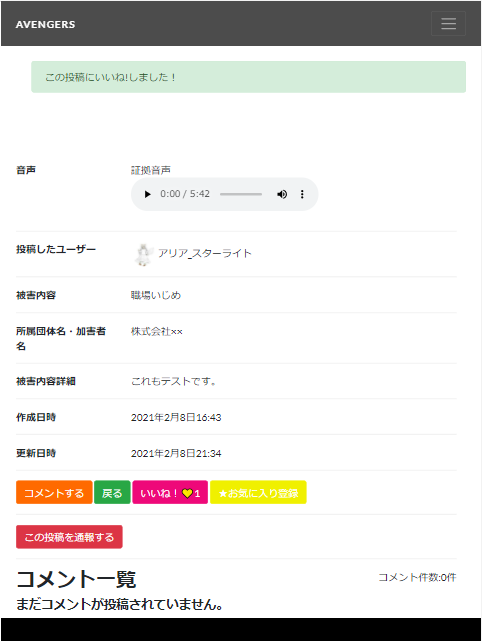 AVENGERS
この投稿にいいね!しました！
音声
証拠音声
0:00 / 5:42
投稿したユーザー
アリア_スターライト
被害内容
職場いじめ
所属団体名・加害者
名
株式会社××
被害内容詳細
これもテストです。
作成日時
2021年2月8日16:43
更新日時
2021年2月8日21:34
コメントする 戻る いいね！💛1 ★お気に入り登録
この投稿を通報する
コメント一覧
コメント件数:0件
まだコメントが投稿されていません。